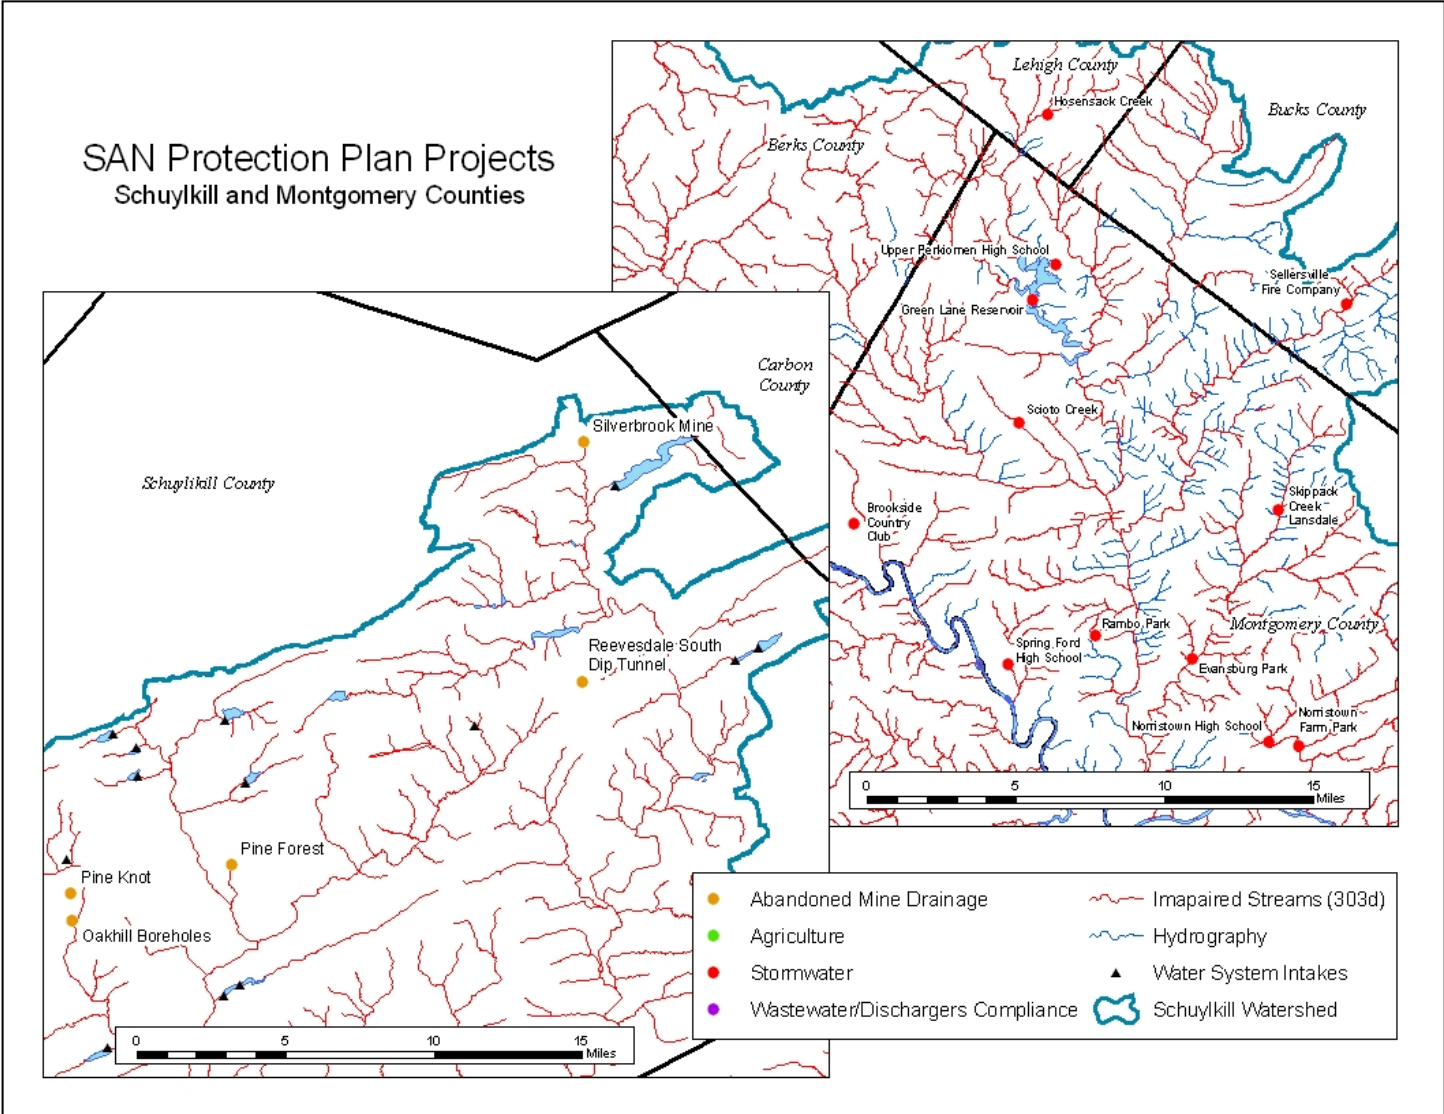 SAN Protection Plan Projects
Schuylkill and Montgomery Counties
Lehigh County
Hosensack Creek
Bucks County
Berks County
Upper Perkiomen High School
Sellersville
Fire Company
Green Lane Reservoir
Scioto Creek
Skippack
Creek
Lansdale
Brookside
Country
Club
Rambo Park
Montgomery County
Spring Ford
High School
Evansburg Park
Norristown High School
Norristown
Farm Park
0 5 10 15
Miles
Carbon
County
Silverbrook Mine
Schuylikill County
Reevesdale South
Dip Tunnel
Pine Forest
Pine Knot
Oakhill Boreholes
0 5 10 15
Miles
Abandoned Mine Drainage
Agriculture
Stormwater
Wastewater/Dischargers Compliance
Imapaired Streams (303d)
Hydrography
Water System Intakes
Schuylkill Watershed